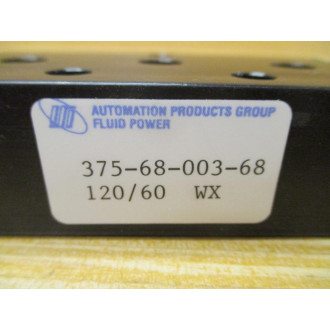 AUTOMATION PRODUCTS GROUP
FLUID POWER
375-68-003-68
120/60 WX